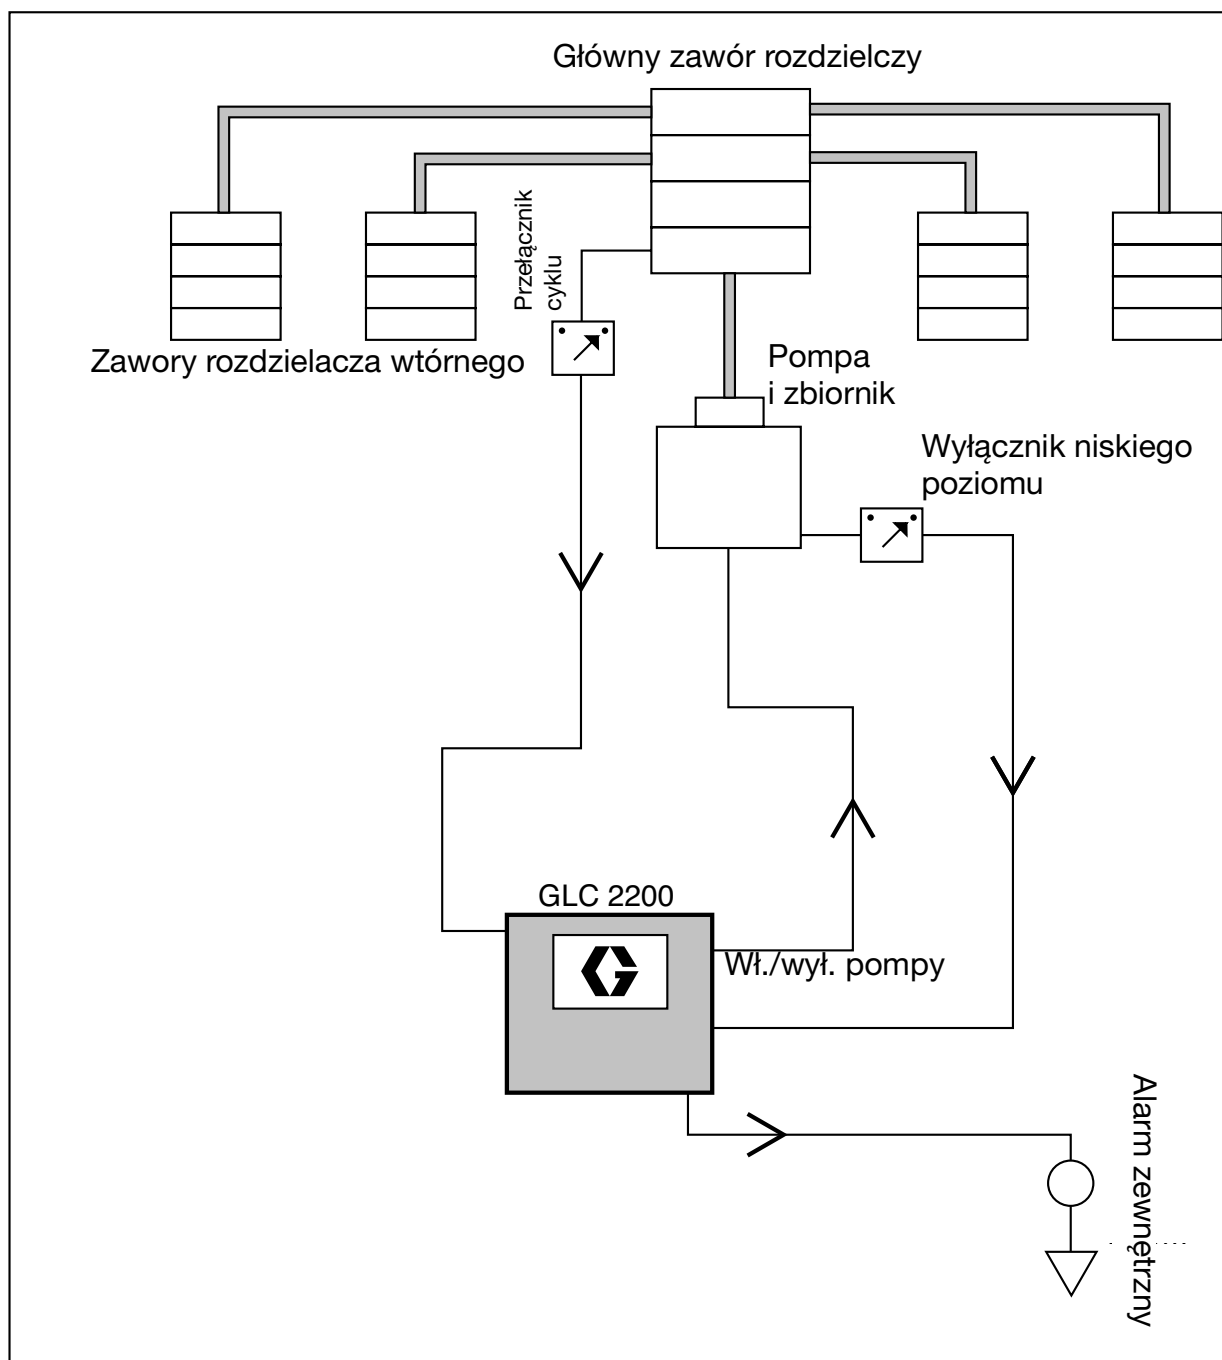 Główny zawór rozdzielczy
Przełącznik
cyklu
Zawory rozdzielacza wtórnego
Pompa
i zbiornik
Wyłącznik niskiego
poziomu
GLC 2200
G
Wł./wył. pompy
Alarm zewnętrzny